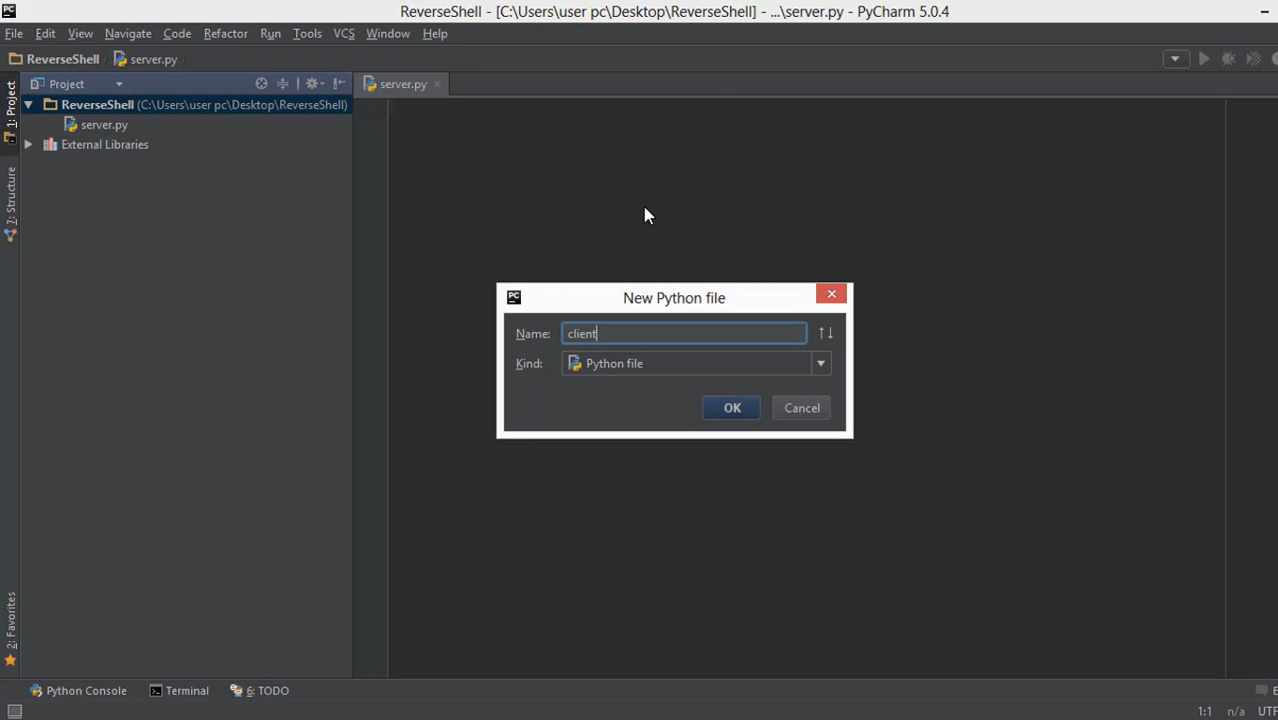 PC
ReverseShell - [C:\Users\user pc\Desktop\ReverseShell] - ...\server.py - PyCharm 5.0.4
File Edit View Navigate Code Refactor Run Tools VCS Window Help
ReverseShell server.py
1: Project
Project
server.py
ReverseShell (C:\Users\user pc\Desktop\ReverseShell)
server.py
External Libraries
7: Structure
PC
New Python file
Name: client
Kind: Python file
OK Cancel
2: Favorites
Python Console Terminal 6: TODO
1:1 n/a UTF